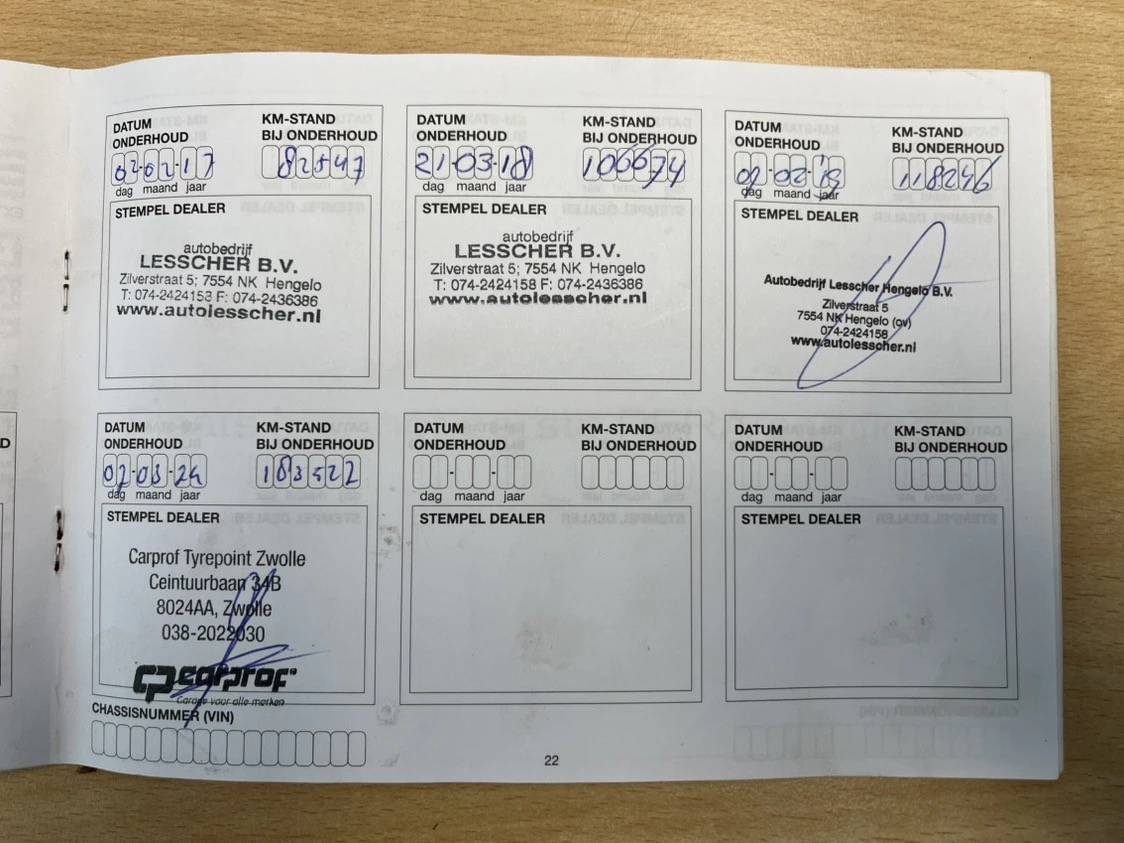 DATUM
ONDERHOUD
02-02-17
dag maand jaar
KM-STAND
BIJ ONDERHOUD
82547
STEMPEL DEALER
autobedrijf
LESSCHER B.V.
Zilverstraat 5; 7554 NK Hengelo
T: 074-2424158 F: 074-2436386
www.autolesscher.nl
DATUM
ONDERHOUD
21-03-18
dag maand jaar
KM-STAND
BIJ ONDERHOUD
106674
STEMPEL DEALER
autobedrijf
LESSCHER B.V.
Zilverstraat 5; 7554 NK Hengelo
T: 074-2424158 F: 074-2436386
www.autolesscher.nl
DATUM
ONDERHOUD
dag maand jaar
KM-STAND
BIJ ONDERHOUD
118246
STEMPEL DEALER
Autobedrijf Lesscher Hengelo B.V.
Zilverstraat 5
7554 NK Hengelo (ov)
074-2424158
www.autolesscher.nl
DATUM
ONDERHOUD
07-03-24
dag maand jaar
KM-STAND
BIJ ONDERHOUD
183522
STEMPEL DEALER
Carprof Tyrepoint Zwolle
Ceintuurbaan 34B
8024AA, Zwolle
038-2022030
CP carprof
Garage voor alle merken
DATUM
ONDERHOUD
dag maand jaar
KM-STAND
BIJ ONDERHOUD
STEMPEL DEALER
DATUM
ONDERHOUD
dag maand jaar
KM-STAND
BIJ ONDERHOUD
STEMPEL DEALER
CHASSISNUMMER (VIN)
22